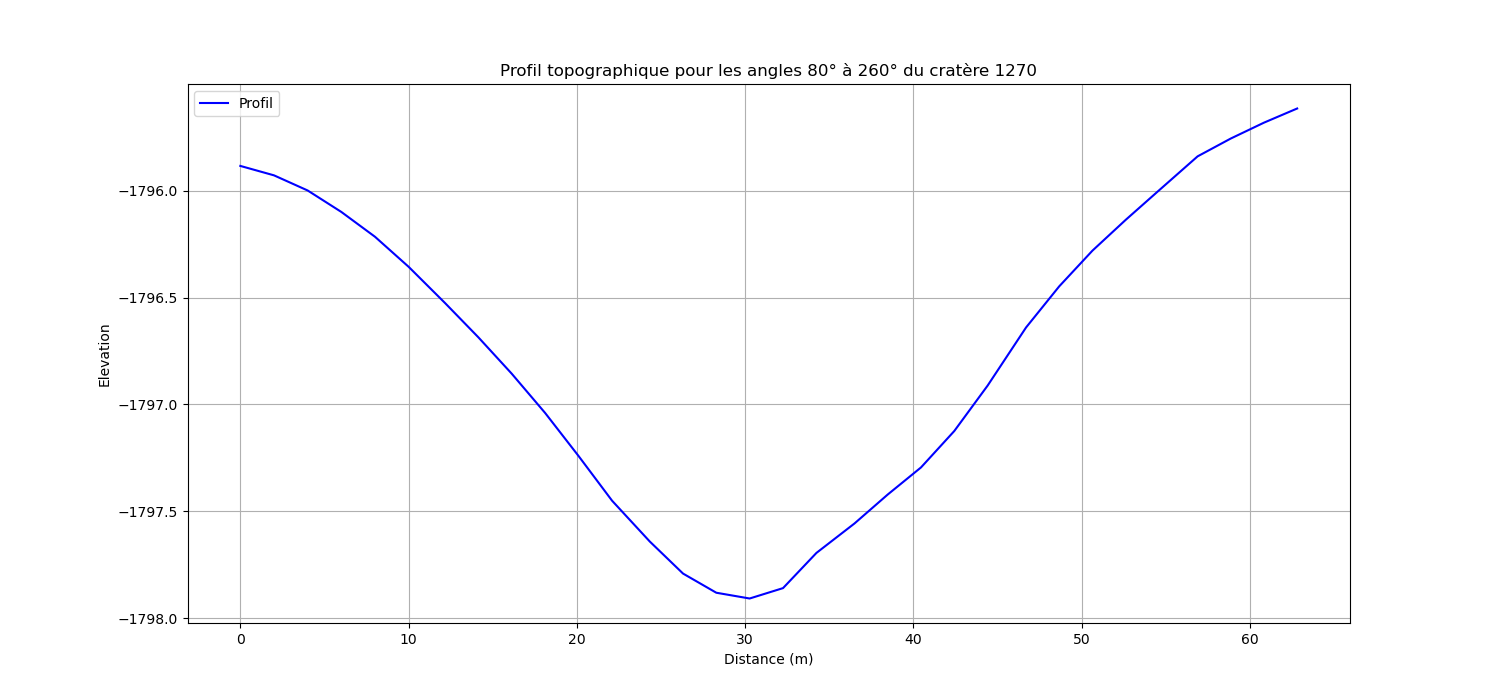 Profil topographique pour les angles 80° à 260° du cratère 1270
Profil
−1796.0
−1796.5
−1797.0
−1797.5
−1798.0
Elevation
0 10 20 30 40 50 60
Distance (m)